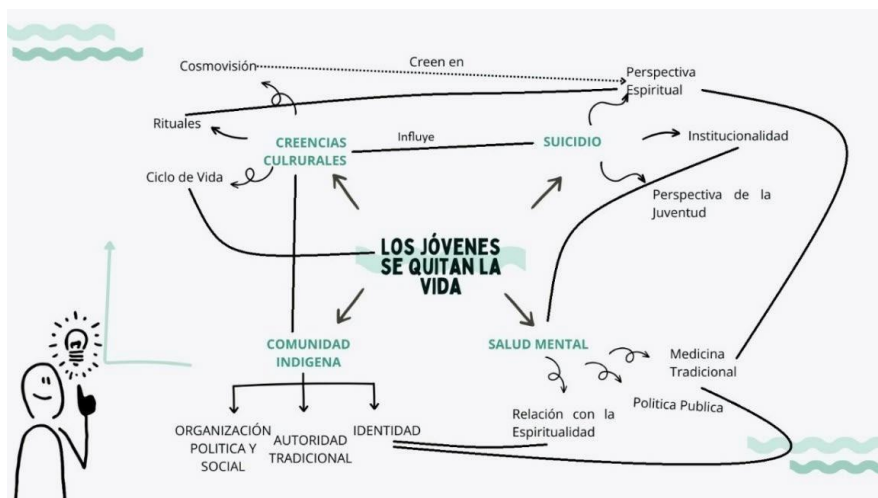 Cosmovisión
Creen en
Perspectiva
Espiritual
Rituales
CREENCIAS
CULRURALES
Influye
SUICIDIO
Institucionalidad
Ciclo de Vida
Perspectiva de la
Juventud
LOS JÓVENES
SE QUITAN LA
VIDA
COMUNIDAD
INDIGENA
SALUD MENTAL
Medicina
Tradicional
Politica Publica
Relación con la
Espiritualidad
ORGANIZACIÓN
POLITICA Y
SOCIAL
AUTORIDAD
TRADICIONAL
IDENTIDAD